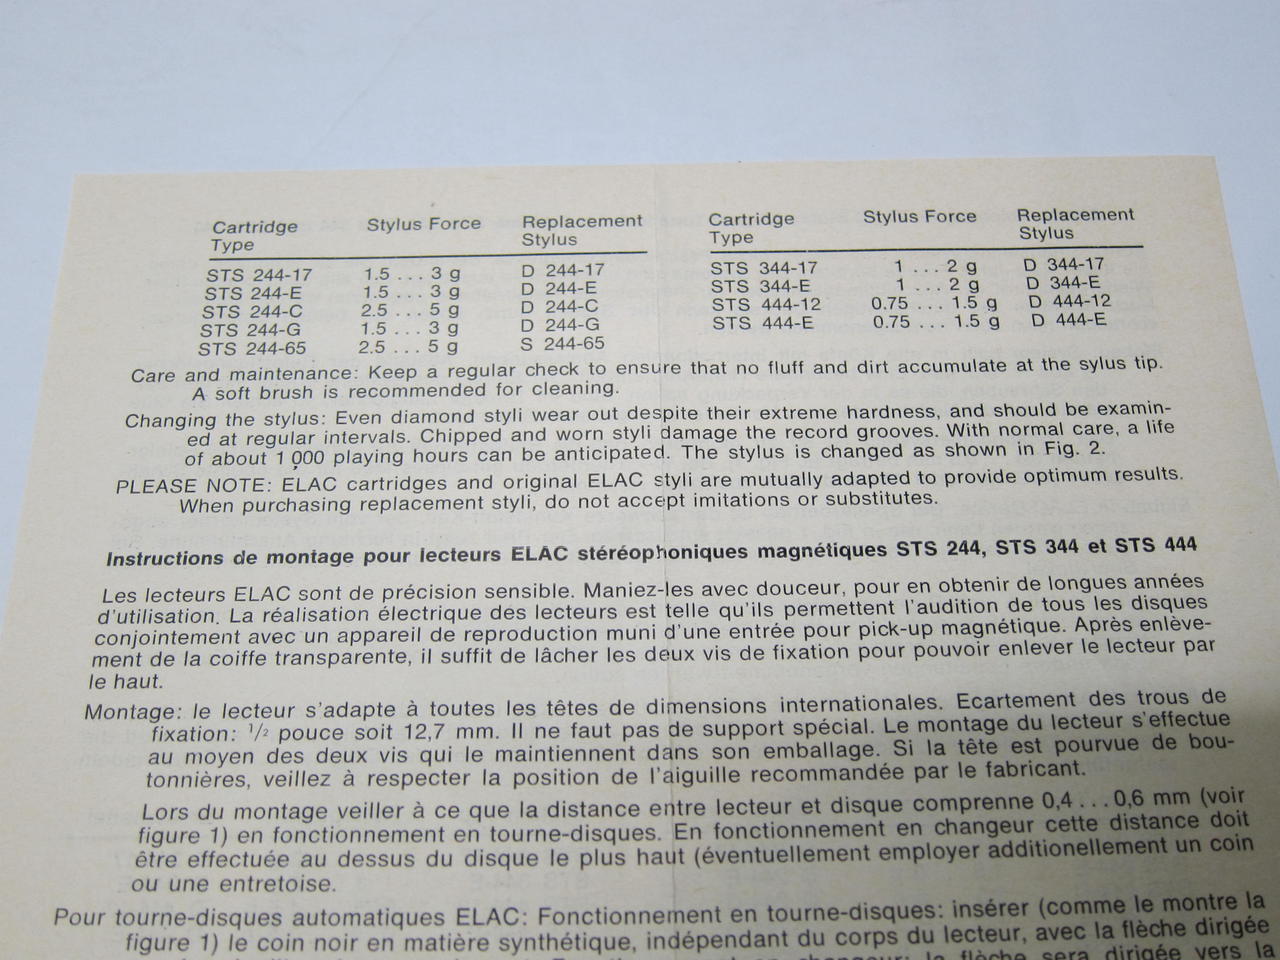 Cartridge Type Stylus Force Replacement Stylus
STS 244-17 1.5 ... 3 g D 244-17
STS 244-E 1.5 ... 3 g D 244-E
STS 244-C 2.5 ... 5 g D 244-C
STS 244-G 1.5 ... 3 g D 244-G
STS 244-65 2.5 ... 5 g S 244-65
Cartridge Type Stylus Force Replacement Stylus
STS 344-17 1 ... 2 g D 344-17
STS 344-E 1 ... 2 g D 344-E
STS 444-12 0.75 ... 1.5 g D 444-12
STS 444-E 0.75 ... 1.5 g D 444-E
Care and maintenance: Keep a regular check to ensure that no fluff and dirt accumulate at the sylus tip.
A soft brush is recommended for cleaning.
Changing the stylus: Even diamond styli wear out despite their extreme hardness, and should be examin-
ed at regular intervals. Chipped and worn styli damage the record grooves. With normal care, a life
of about 1 000 playing hours can be anticipated. The stylus is changed as shown in Fig. 2.
PLEASE NOTE: ELAC cartridges and original ELAC styli are mutually adapted to provide optimum results.
When purchasing replacement styli, do not accept imitations or substitutes.
Instructions de montage pour lecteurs ELAC stéréophoniques magnétiques STS 244, STS 344 et STS 444
Les lecteurs ELAC sont de précision sensible. Maniez-les avec douceur, pour en obtenir de longues années
d'utilisation. La réalisation électrique des lecteurs est telle qu'ils permettent l'audition de tous les disques
conjointement avec un appareil de reproduction muni d'une entrée pour pick-up magnétique. Après enlève-
ment de la coiffe transparente, il suffit de lâcher les deux vis de fixation pour pouvoir enlever le lecteur par
le haut.
Montage: le lecteur s'adapte à toutes les têtes de dimensions internationales. Ecartement des trous de
fixation: 1/2 pouce soit 12,7 mm. Il ne faut pas de support spécial. Le montage du lecteur s'effectue
au moyen des deux vis qui le maintiennent dans son emballage. Si la tête est pourvue de bou-
tonnières, veillez à respecter la position de l'aiguille recommandée par le fabricant.
Lors du montage veiller à ce que la distance entre lecteur et disque comprenne 0,4 ... 0,6 mm (voir
figure 1) en fonctionnement en tourne-disques. En fonctionnement en changeur cette distance doit
être effectuée au dessus du disque le plus haut (éventuellement employer additionellement un coin
ou une entretoise.
Pour tourne-disques automatiques ELAC: Fonctionnement en tourne-disques: insérer (comme le montre la
figure 1) le coin noir en matière synthétique, indépendant du corps du lecteur, avec la flèche dirigée
changeur: la flèche sera dirigée vers la